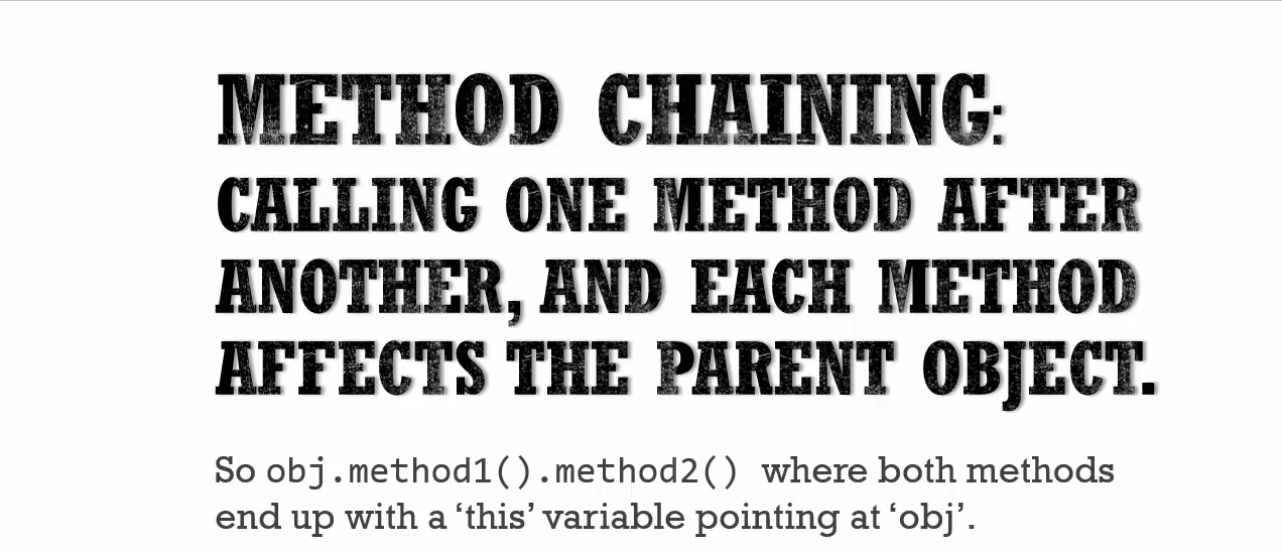 METHOD CHAINING:
CALLING ONE METHOD AFTER
ANOTHER, AND EACH METHOD
AFFECTS THE PARENT OBJECT.
So obj.method1().method2() where both methods
end up with a ‘this’ variable pointing at ‘obj’.